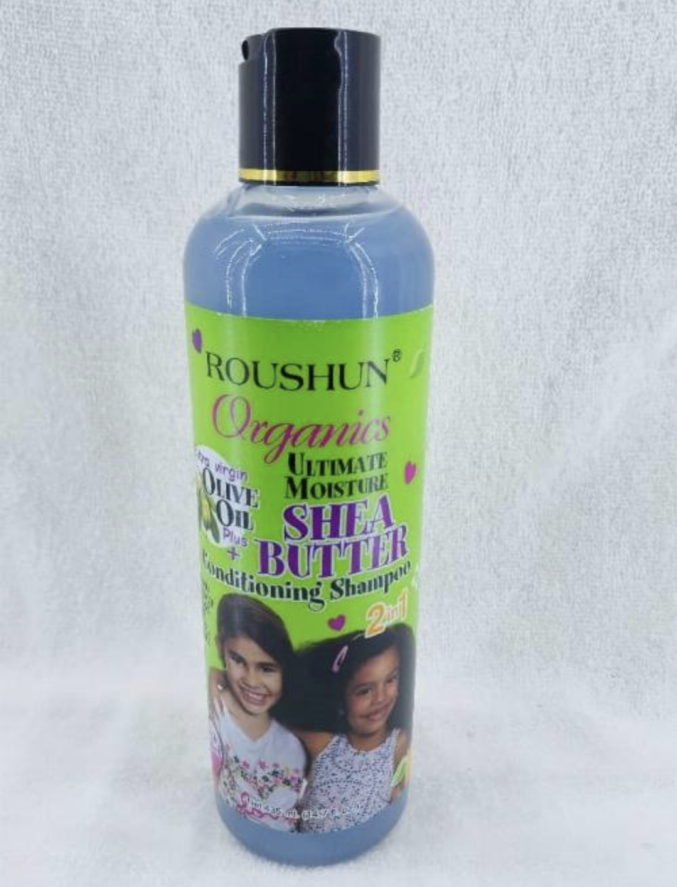 ROUSHUN®
Organics
ULTIMATE
MOISTURE
virgin
OLIVE
OIL
Plus
+
SHEA
BUTTER
Conditioning Shampoo
2 in 1